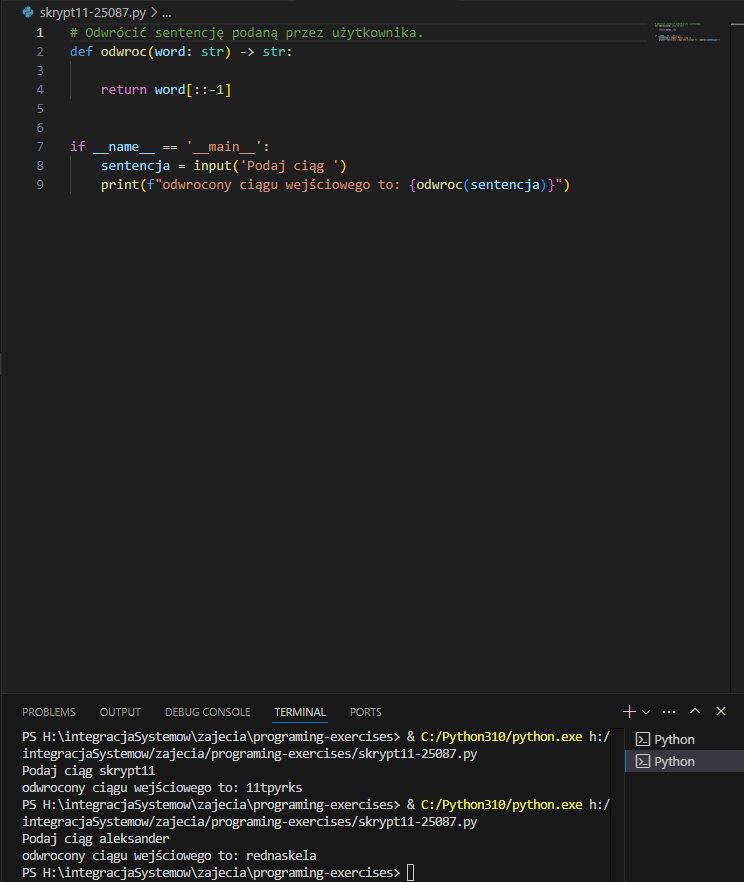 skrypt11-25087.py > ...
1 # Odwrócić sentencję podaną przez użytkownika.
2 def odwroc(word: str) -> str:
3
4     return word[::-1]
5
6
7 if __name__ == '__main__':
8     sentencja = input('Podaj ciąg ')
9     print(f"odwrocony ciągu wejściowego to: {odwroc(sentencja)}")
PROBLEMS OUTPUT DEBUG CONSOLE TERMINAL PORTS
PS H:\integracjaSystemow\zajecia\programing-exercises> & C:/Python310/python.exe h:/
integracjaSystemow/zajecia/programing-exercises/skrypt11-25087.py
Podaj ciąg skrypt11
odwrocony ciągu wejściowego to: 11tpyrks
PS H:\integracjaSystemow\zajecia\programing-exercises> & C:/Python310/python.exe h:/
integracjaSystemow/zajecia/programing-exercises/skrypt11-25087.py
Podaj ciąg aleksander
odwrocony ciągu wejściowego to: rednaskela
PS H:\integracjaSystemow\zajecia\programing-exercises>
Python
Python